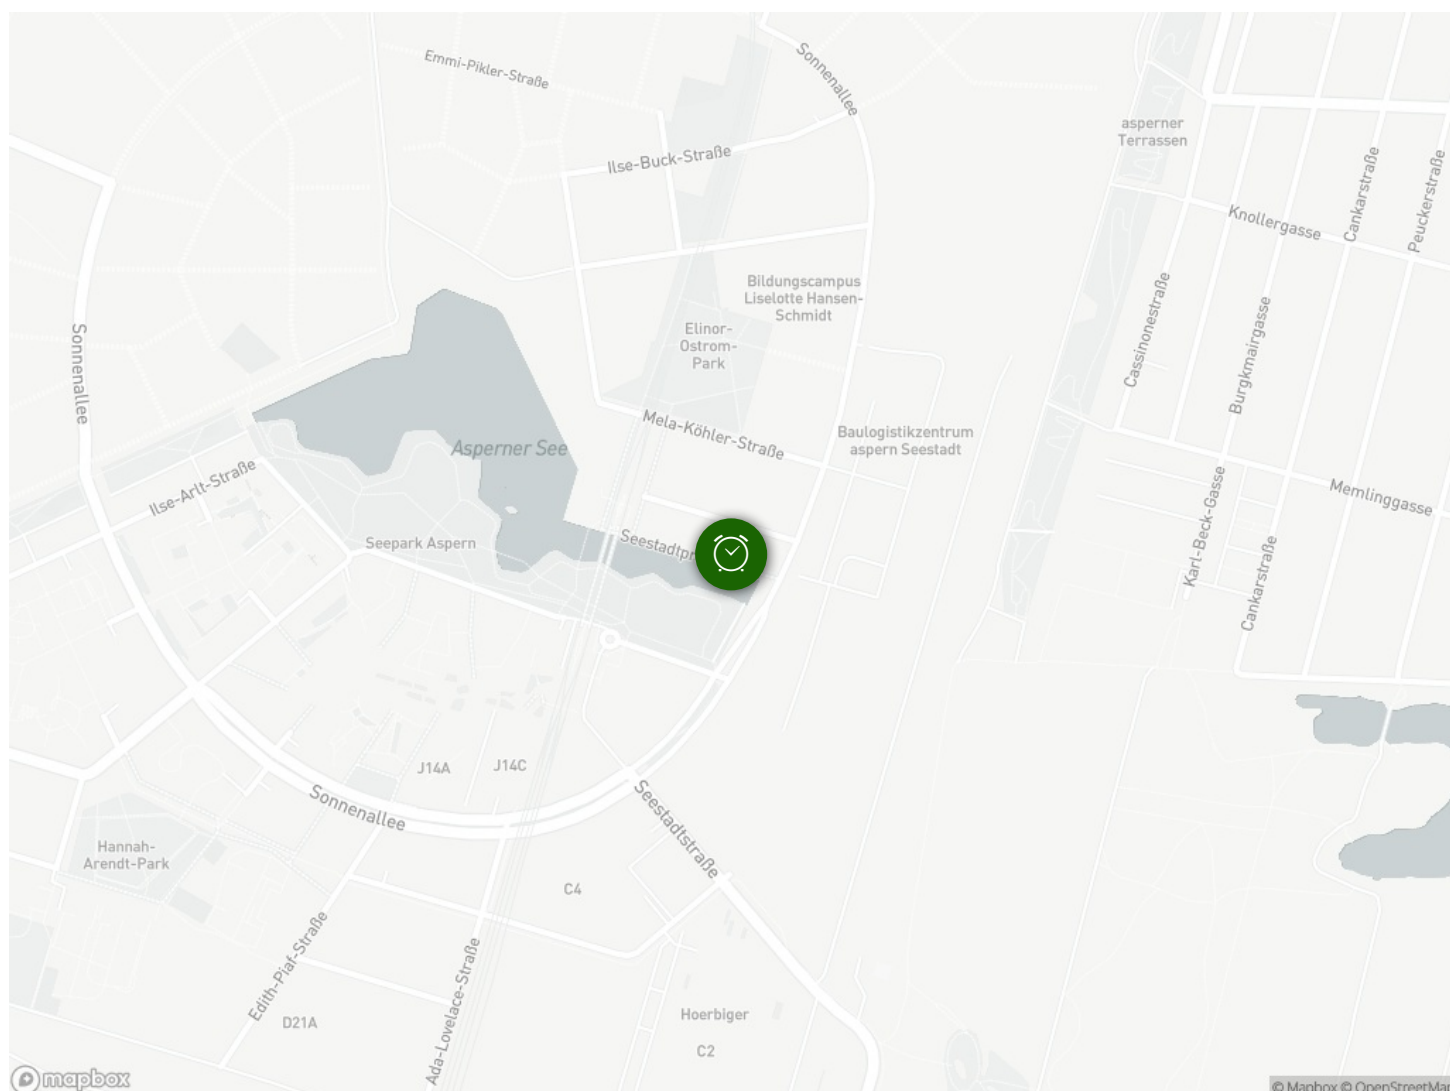 Emmi-Pikler-Straße
Sonnenallee
Ilse-Buck-Straße
asperner
Terrassen
Cankarstraße
Peuckerstraße
Knollergasse
Bildungscampus
Liselotte Hansen-
Schmidt
Cassinonestraße
Burgkmairgasse
Elinor-
Ostrom-
Park
Sonnenallee
Mela-Köhler-Straße
Baulogistikzentrum
aspern Seestadt
Asperner See
Ilse-Arlt-Straße
Memlinggasse
Karl-Beck-Gasse
Seepark Aspern
Cankarstraße
J14A
J14C
Sonnenallee
Seestadtstraße
Hannah-
Arendt-Park
C4
Edith-Piaf-Straße
Ada-Lovelace-Straße
D21A
Hoerbiger
C2
mapbox
© Mapbox © OpenStreetMap